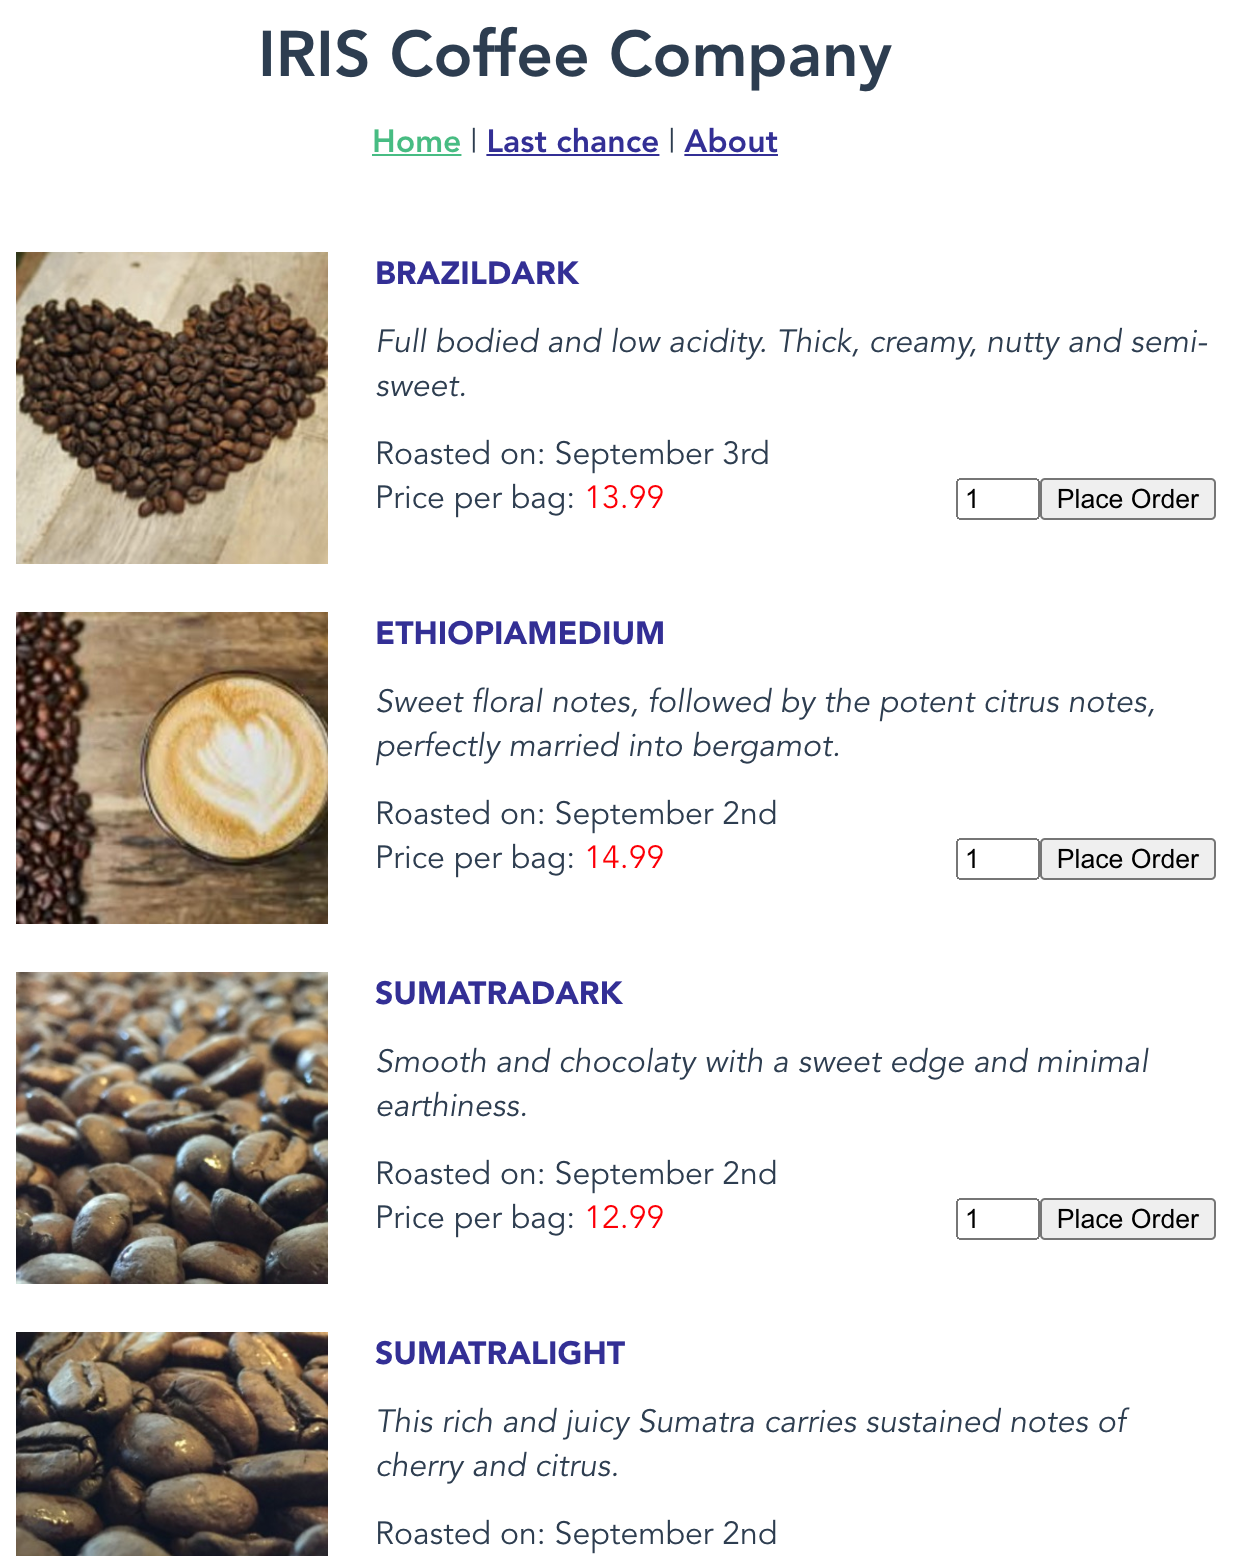 IRIS Coffee Company
Home | Last chance | About
BRAZILDARK
Full bodied and low acidity. Thick, creamy, nutty and semi-
sweet.
Roasted on: September 3rd
Price per bag: 13.99
1 Place Order
ETHIOPIAMEDIUM
Sweet floral notes, followed by the potent citrus notes,
perfectly married into bergamot.
Roasted on: September 2nd
Price per bag: 14.99
1 Place Order
SUMATRADARK
Smooth and chocolaty with a sweet edge and minimal
earthiness.
Roasted on: September 2nd
Price per bag: 12.99
1 Place Order
SUMATRALIGHT
This rich and juicy Sumatra carries sustained notes of
cherry and citrus.
Roasted on: September 2nd